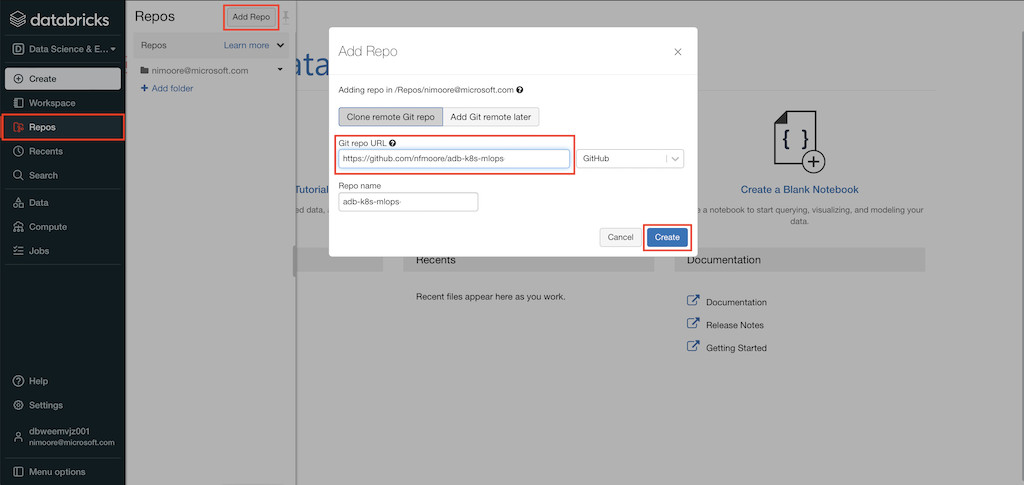 databricks
Data Science & E...
Create
Workspace
Repos
Recents
Search
Data
Compute
Jobs
Help
Settings
dbweemvjz001
nimoore@microsoft.com
Menu options
Repos
Add Repo
Repos
Learn more
nimoore@microsoft.com
Add folder
Add Repo
Adding repo in /Repos/nimoore@microsoft.com
Clone remote Git repo
Add Git remote later
Git repo URL
https://github.com/nfmoore/adb-k8s-mlops
GitHub
Repo name
adb-k8s-mlops
Cancel
Create
Tutorial
data,
Create a Blank Notebook
a notebook to start querying, visualizing, and modeling your
data.
Recents
Recent files appear here as you work.
Documentation
Documentation
Release Notes
Getting Started